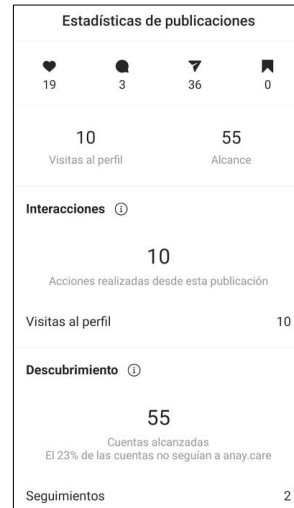 Estadísticas de publicaciones
19 3 36 0
10 55
Visitas al perfil Alcance
Interacciones
10
Acciones realizadas desde esta publicación
Visitas al perfil 10
Descubrimiento
55
Cuentas alcanzadas
El 23% de las cuentas no seguían a anay.care
Seguimientos 2